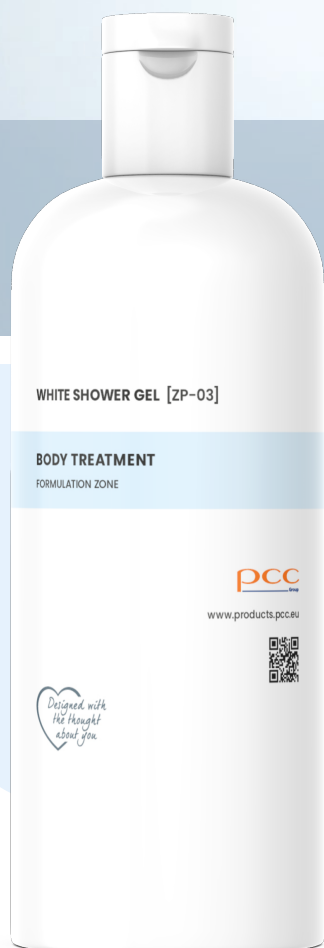 WHITE SHOWER GEL [ZP-03]
BODY TREATMENT
FORMULATION ZONE
pcc
Group
www.products.pcc.eu
Designed with
the thought
about you